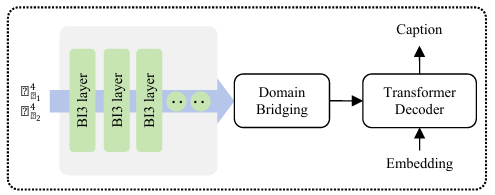 Caption
BI3 layer
BI3 layer
BI3 layer
Domain
Bridging
Transformer
Decoder
Embedding